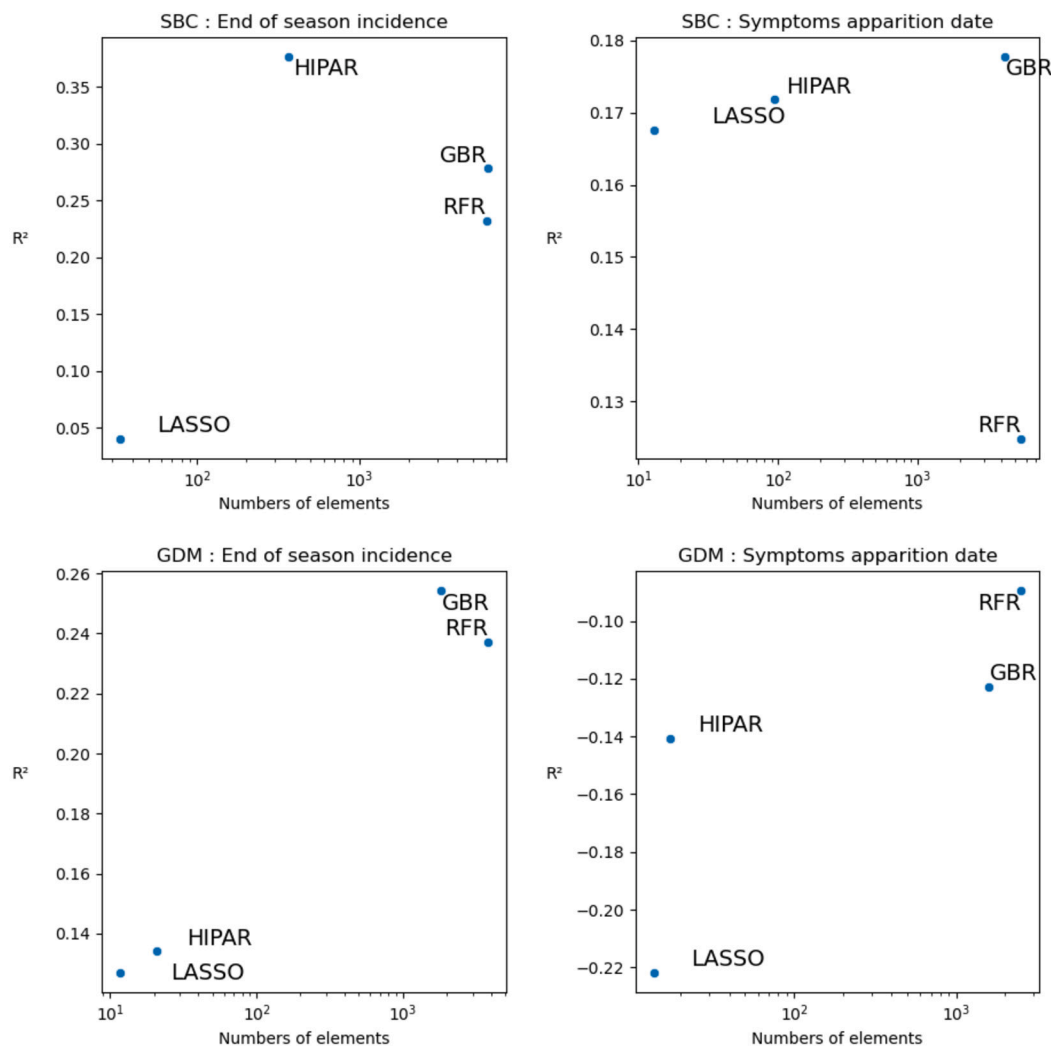 SBC : End of season incidence
0.35
0.30
0.25
0.20
0.15
0.10
0.05
R²
HIPAR
GBR
RFR
LASSO
10²
10³
Numbers of elements
SBC : Symptoms apparition date
0.18
0.17
0.16
0.15
0.14
0.13
R²
GBR
HIPAR
LASSO
RFR
10¹
10²
10³
Numbers of elements
GDM : End of season incidence
0.26
0.24
0.22
0.20
0.18
0.16
0.14
R²
GBR
RFR
HIPAR
LASSO
10¹
10²
10³
Numbers of elements
GDM : Symptoms apparition date
−0.10
−0.12
−0.14
−0.16
−0.18
−0.20
−0.22
R²
RFR
GBR
HIPAR
LASSO
10²
10³
Numbers of elements